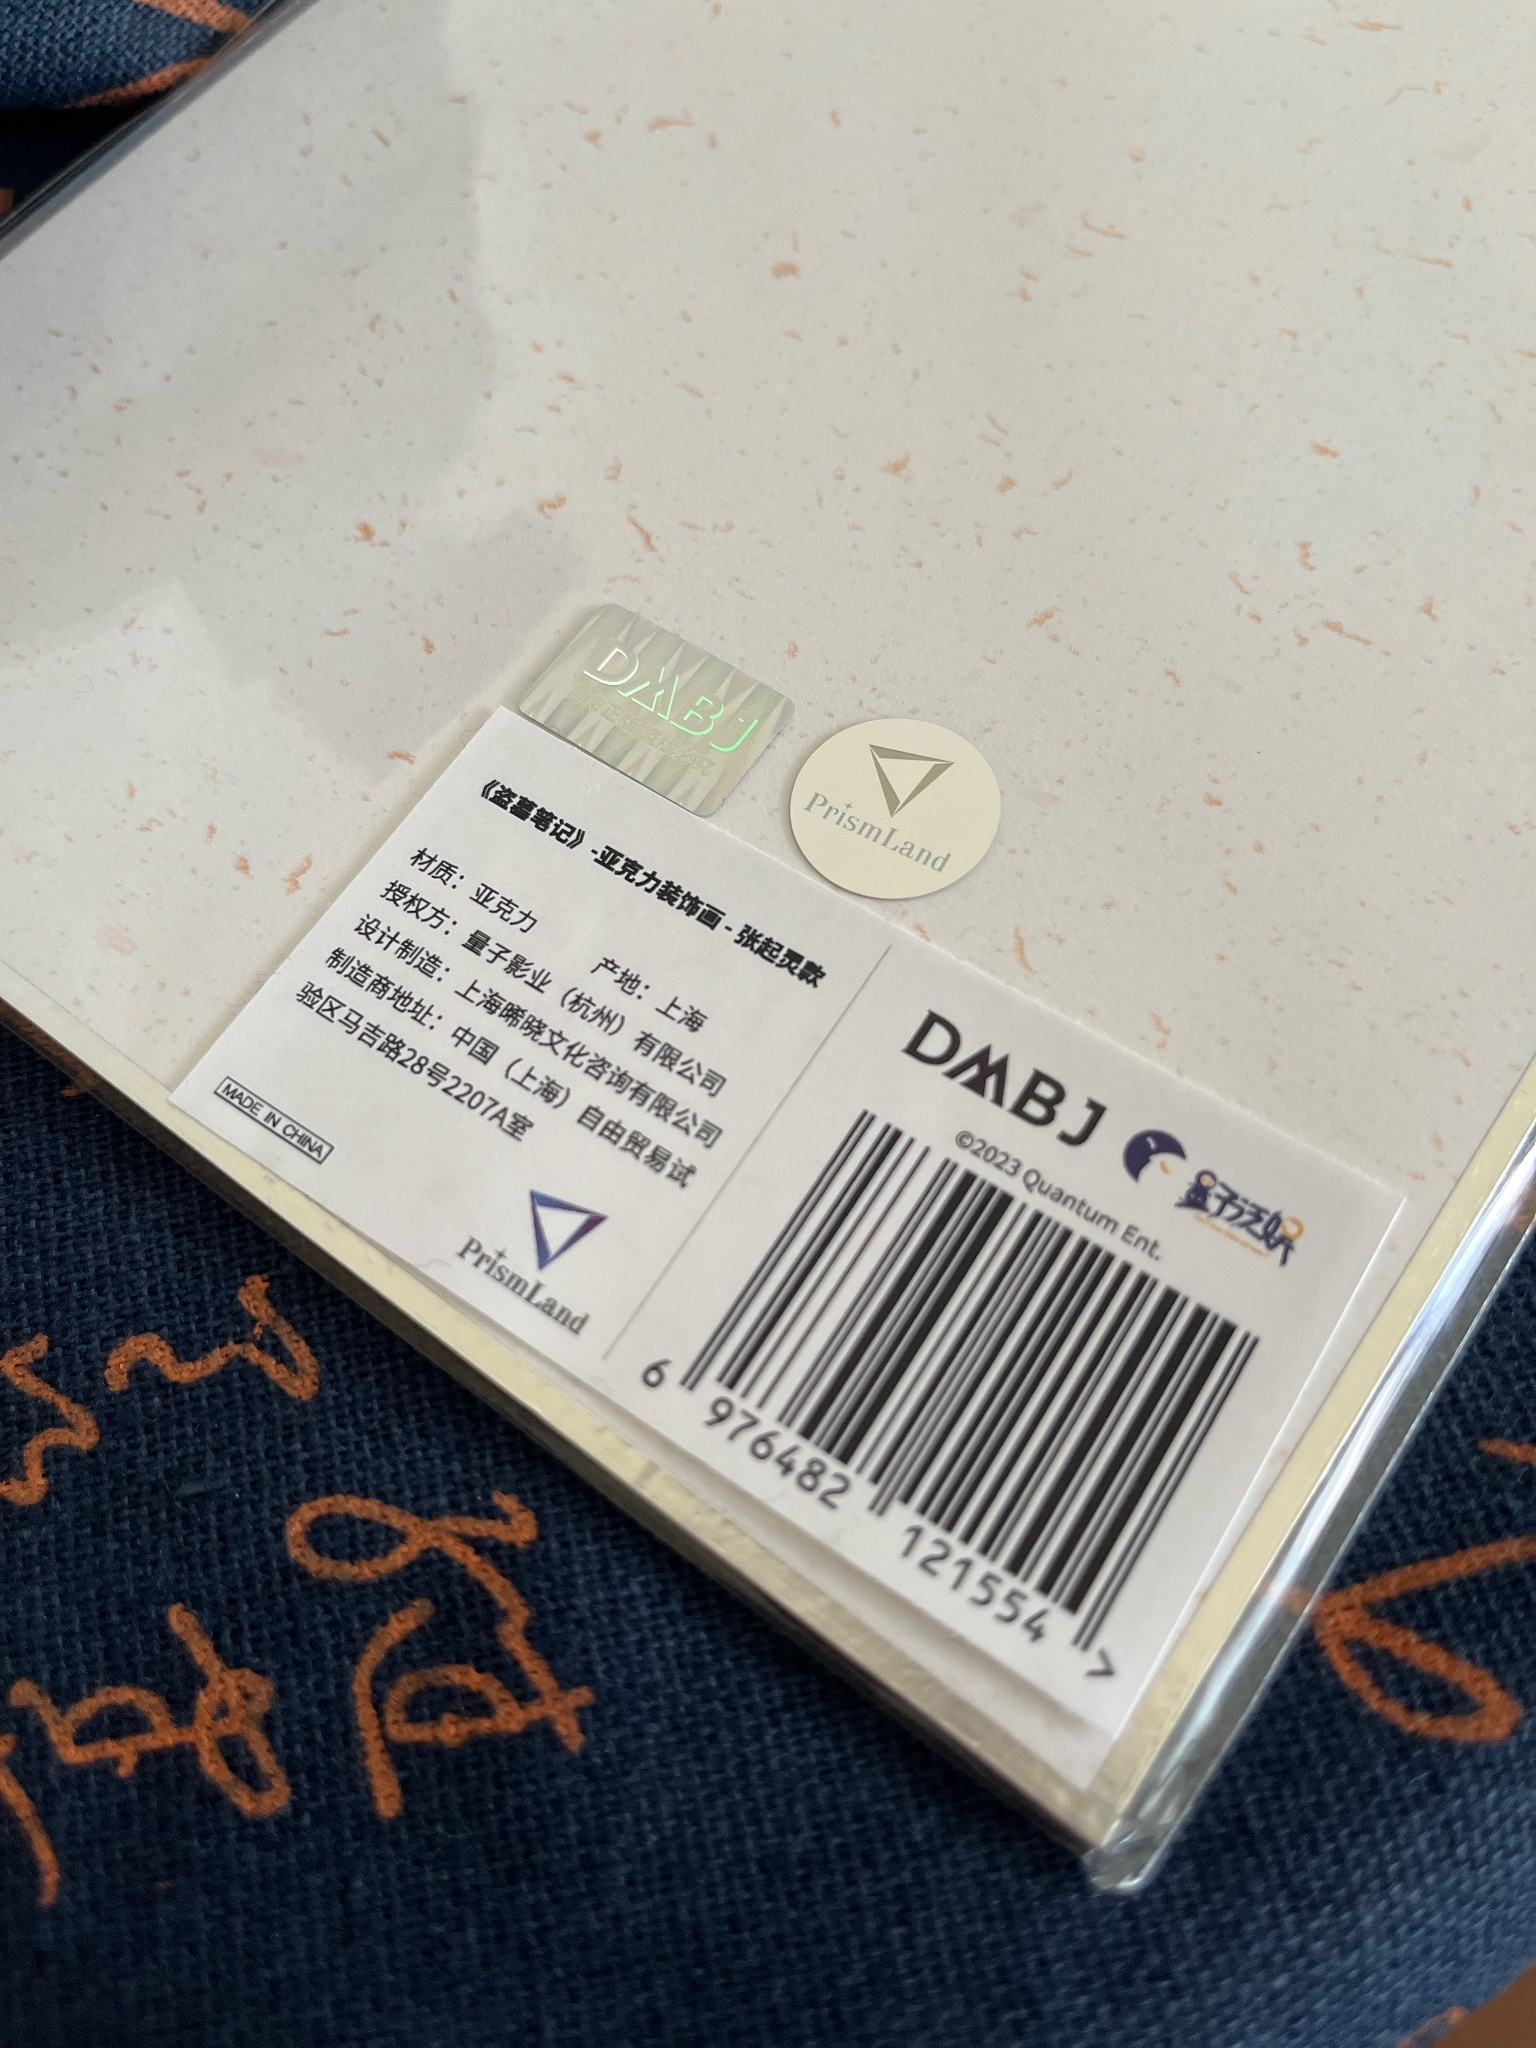 DMBJ
PrismLand
《盗墓笔记》-亚克力装饰画 - 张起灵款
材质：亚克力 产地：上海
授权方：量子影业（杭州）有限公司
设计制造：上海晞晓文化咨询有限公司
制造商地址：中国（上海）自由贸易试
验区马吉路28号2207A室
MADE IN CHINA
PrismLand
DMBJ
量子泛娱
©2023 Quantum Ent.
6 976482 121554 >